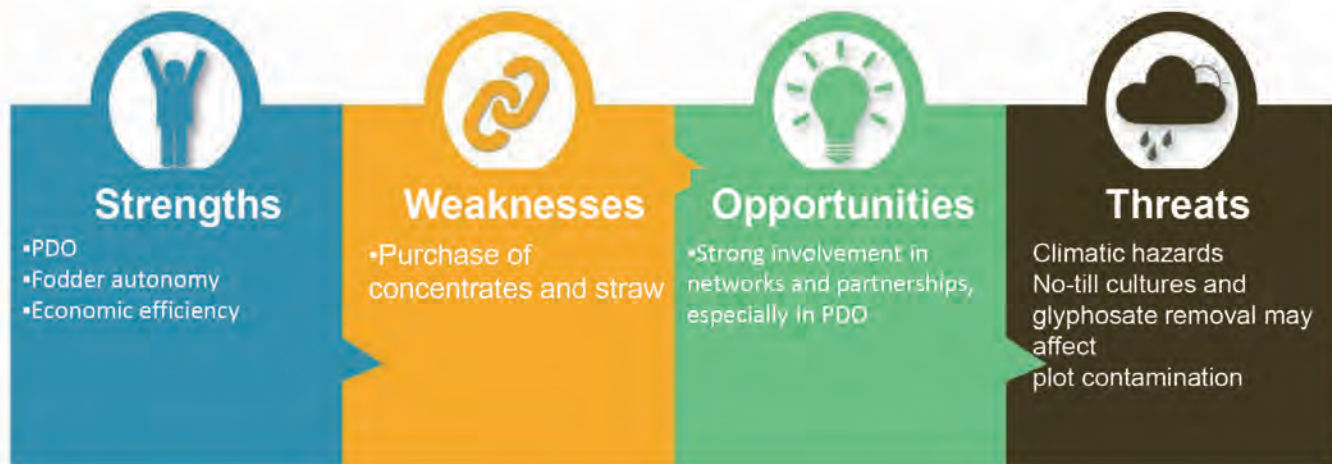 Strengths
▪PDO
▪Fodder autonomy
▪Economic efficiency
Weaknesses
▪Purchase of
concentrates and straw
Opportunities
▪Strong involvement in
networks and partnerships,
especially in PDO
Threats
Climatic hazards
No-till cultures and
glyphosate removal may
affect
plot contamination